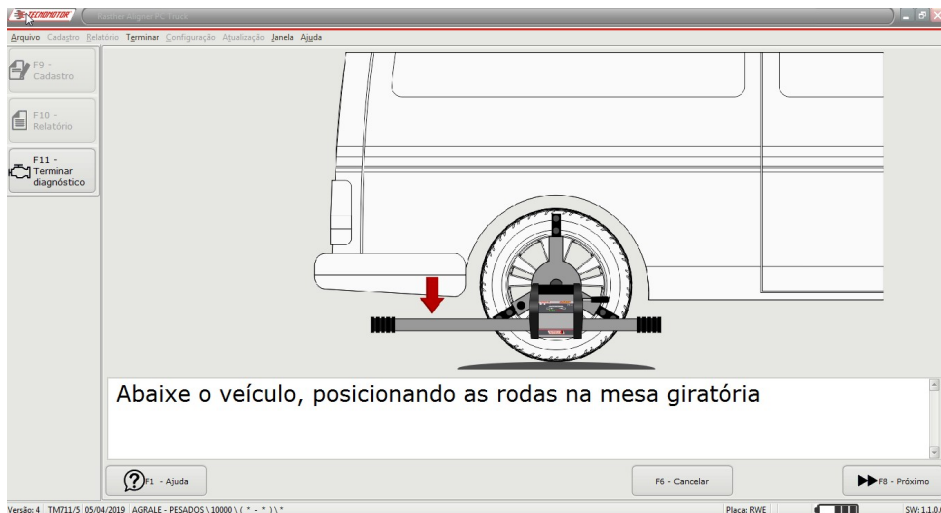 TECNOMOTOR
Rasther Aligner PC Truck
Arquivo Cadastro Relatório Terminar Configuração Atualização Janela Ajuda
F9 -
Cadastro
F10 -
Relatório
F11 -
Terminar
diagnóstico
Abaixe o veículo, posicionando as rodas na mesa giratória
F1 - Ajuda
F6 - Cancelar
F8 - Próximo
Versão: 4 TM711/5 05/04/2019 AGRALE - PESADOS \ 10000 \ ( * - * ) \ * Placa: RWE SW: 1.1.0.